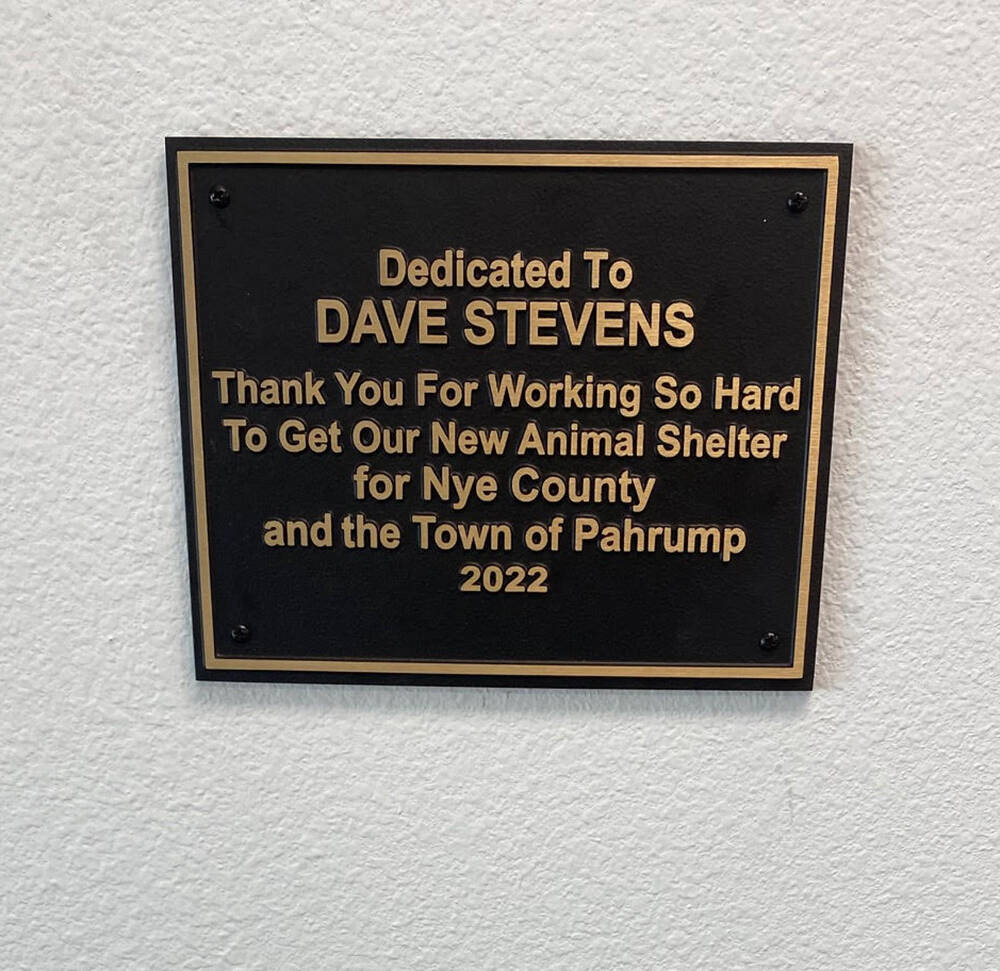 Dedicated To
DAVE STEVENS
Thank You For Working So Hard
To Get Our New Animal Shelter
for Nye County
and the Town of Pahrump
2022